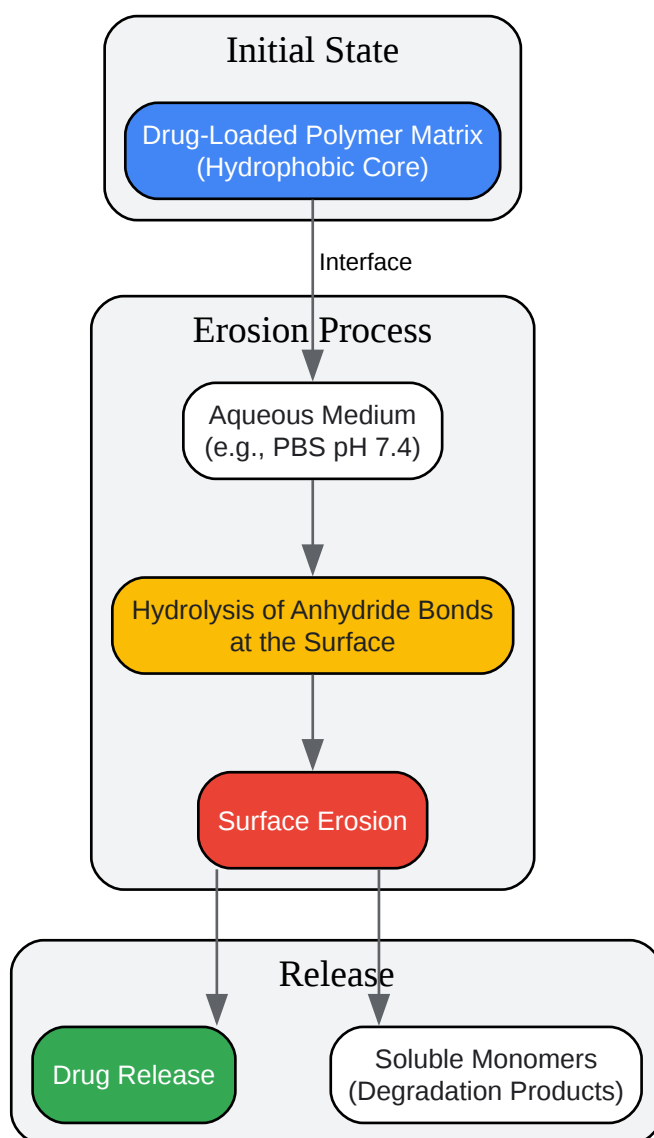 Initial State
Drug-Loaded Polymer Matrix
(Hydrophobic Core)
Interface
Erosion Process
Aqueous Medium
(e.g., PBS pH 7.4)
Hydrolysis of Anhydride Bonds
at the Surface
Surface Erosion
Release
Drug Release
Soluble Monomers
(Degradation Products)